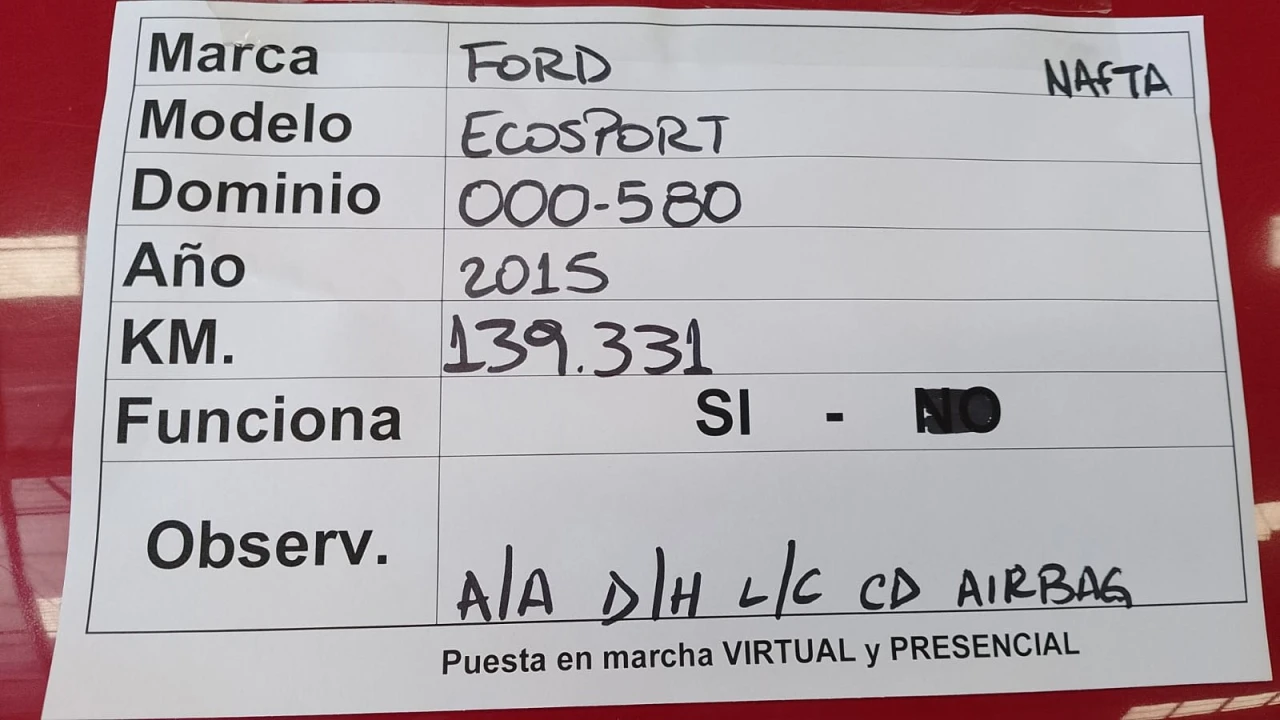 Marca FORD NAFTA
Modelo ECOSPORT
Dominio OOO-580
Año 2015
KM. 139.331
Funciona SI - NO
Observ. A/A D/H L/C CD AIRBAG
Puesta en marcha VIRTUAL y PRESENCIAL